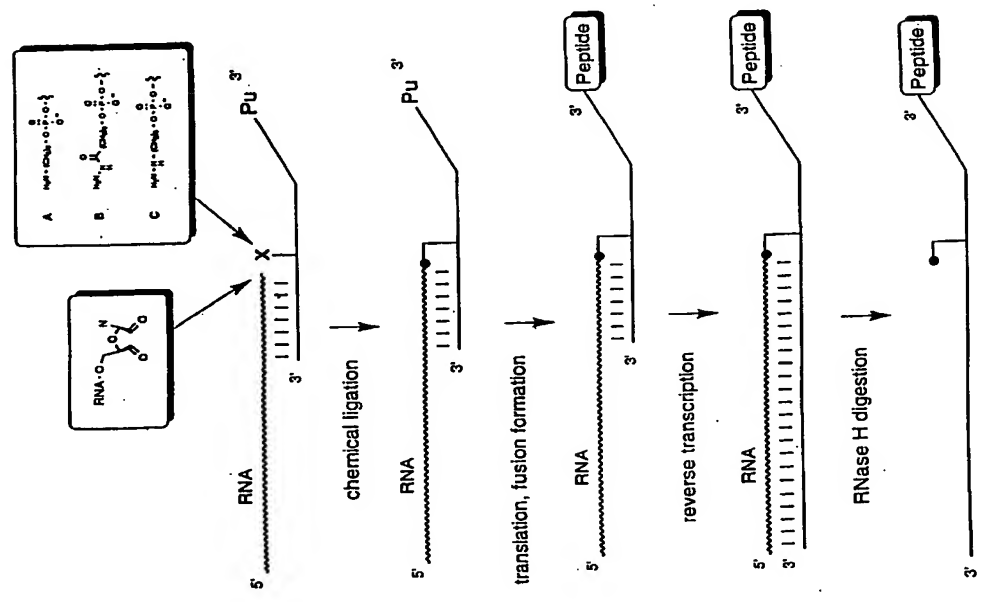 A
B
C
RNA-O
O
N
O
O
5'
RNA
X
Pu
3'
3'
chemical ligation
5'
RNA
Pu
3'
3'
translation, fusion formation
5'
RNA
3'
Peptide
3'
reverse transcription
5'
RNA
3'
Peptide
3'
RNase H digestion
3'
Peptide
3'